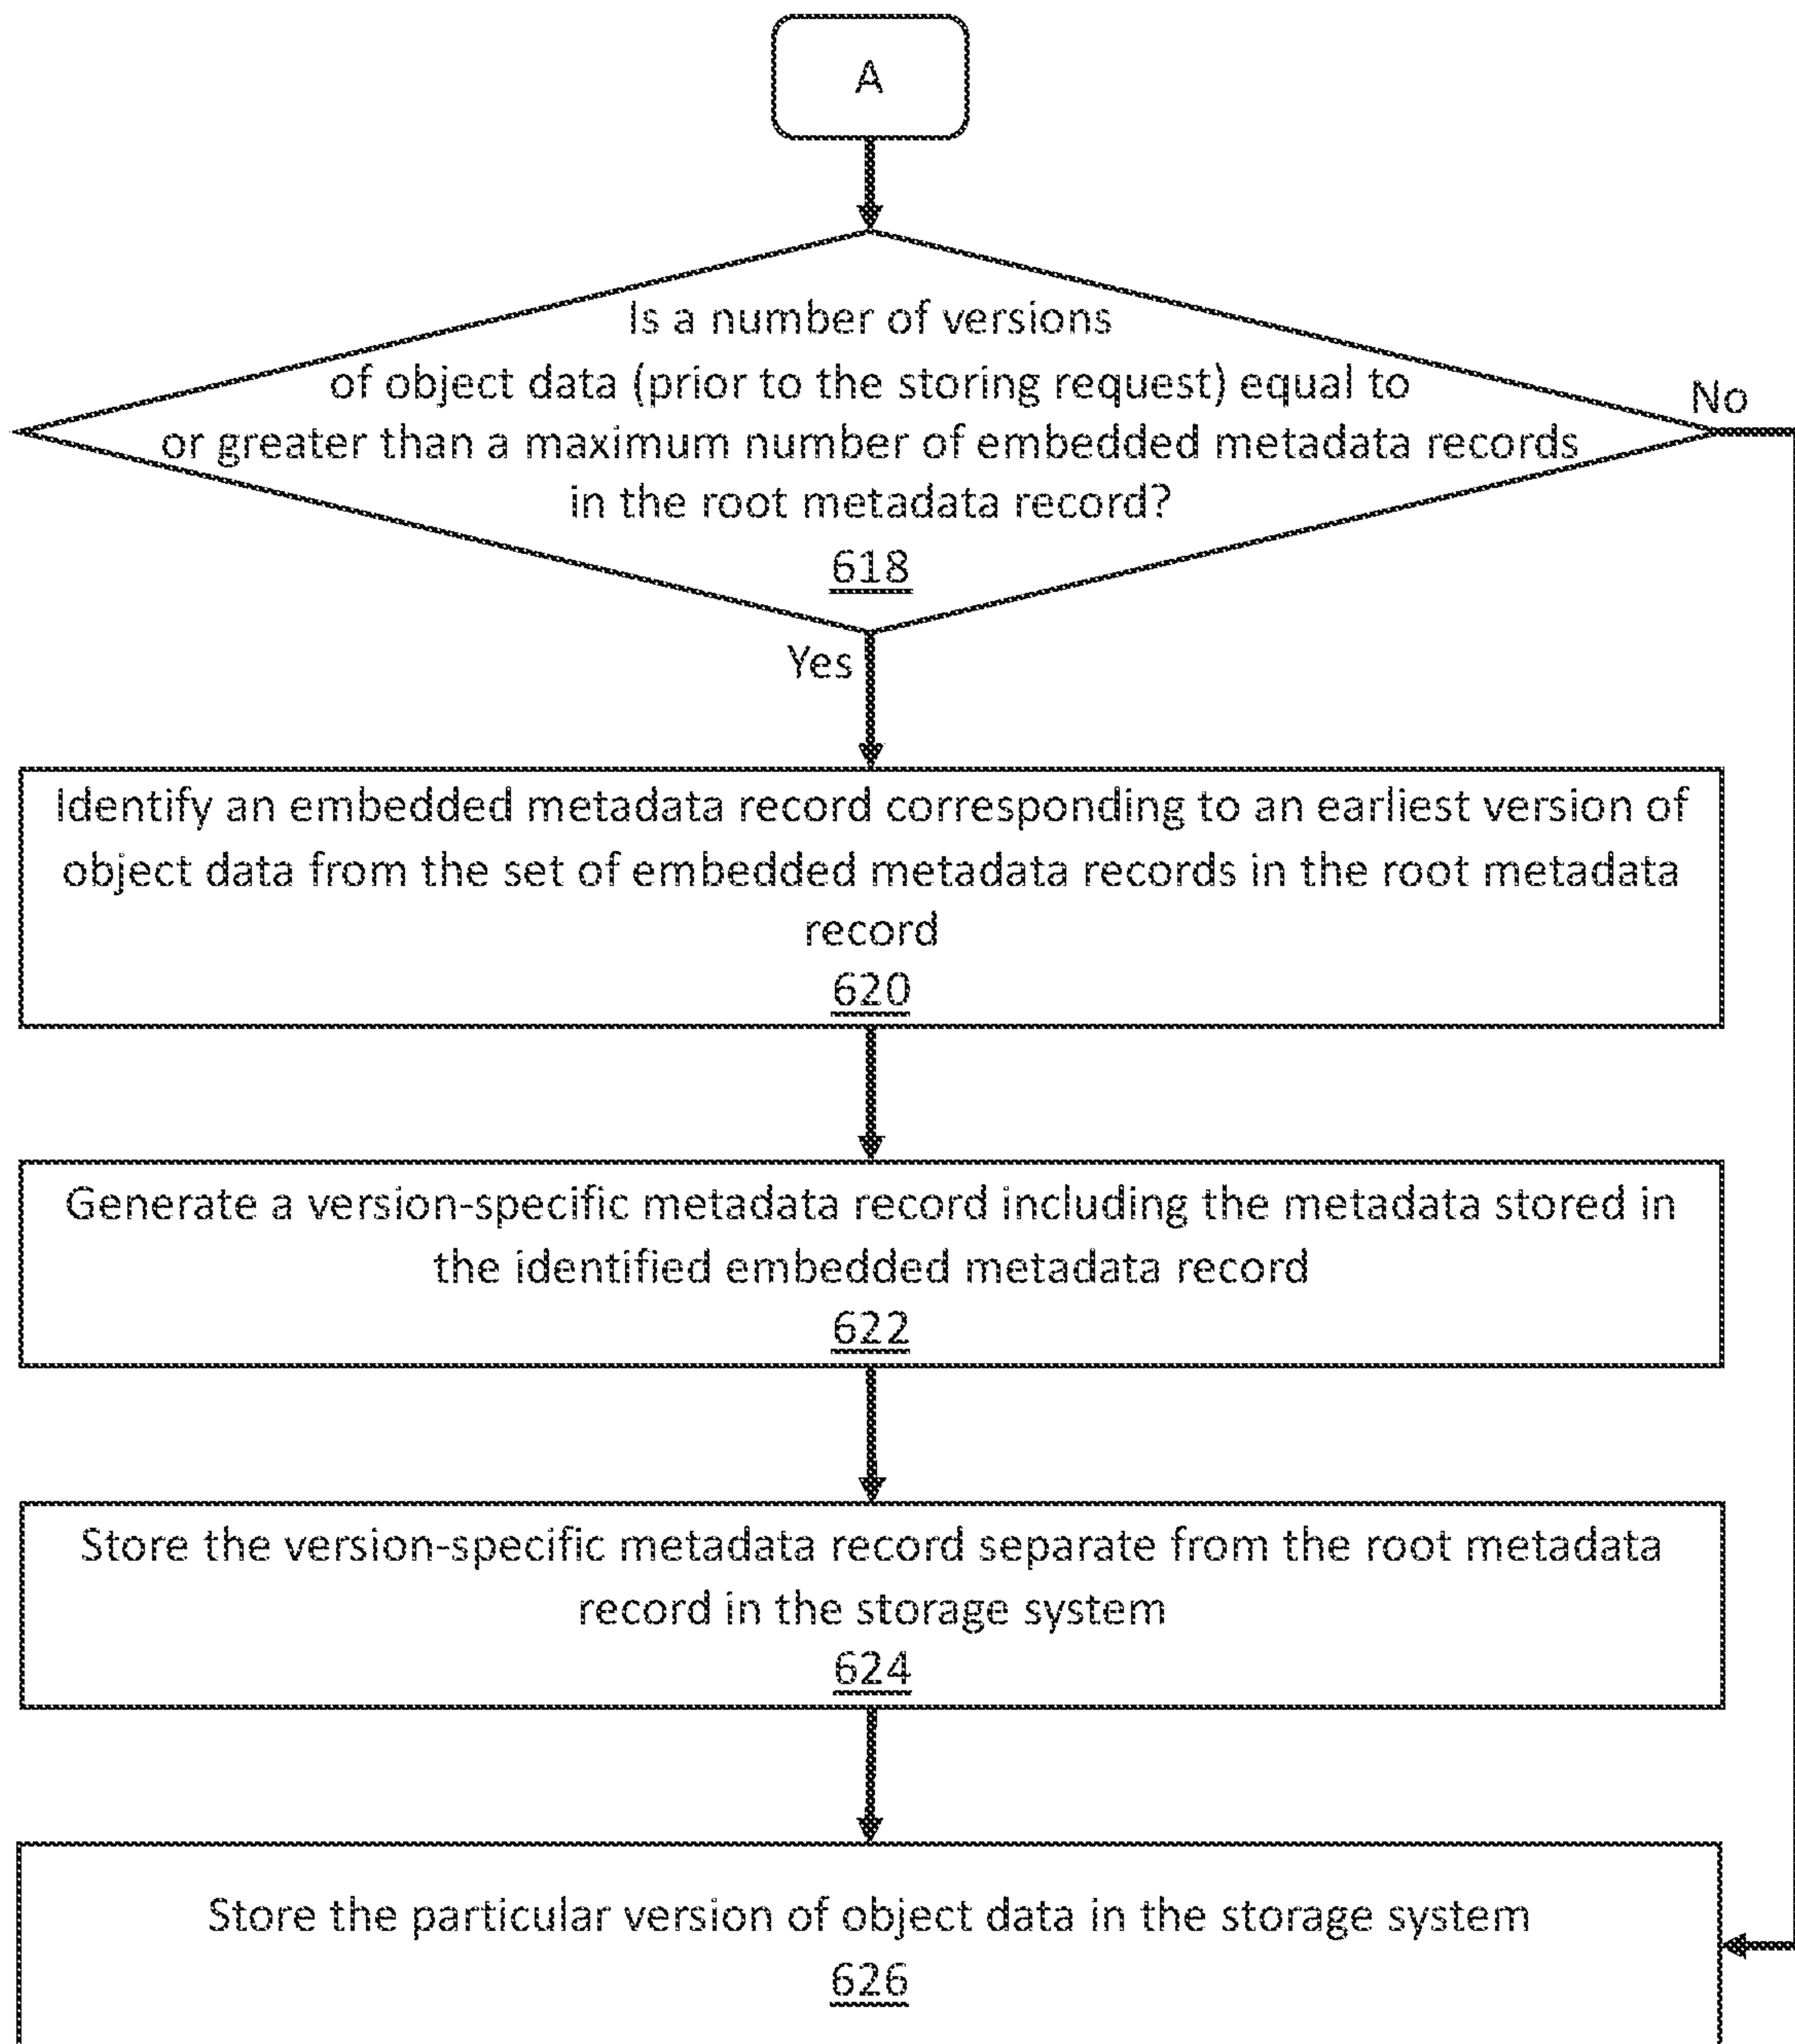 A
Is a number of versions
of object data (prior to the storing request) equal to
or greater than a maximum number of embedded metadata records
in the root metadata record?
618
No
Yes
Identify an embedded metadata record corresponding to an earliest version of
object data from the set of embedded metadata records in the root metadata
record
620
Generate a version-specific metadata record including the metadata stored in
the identified embedded metadata record
622
Store the version-specific metadata record separate from the root metadata
record in the storage system
624
Store the particular version of object data in the storage system
626